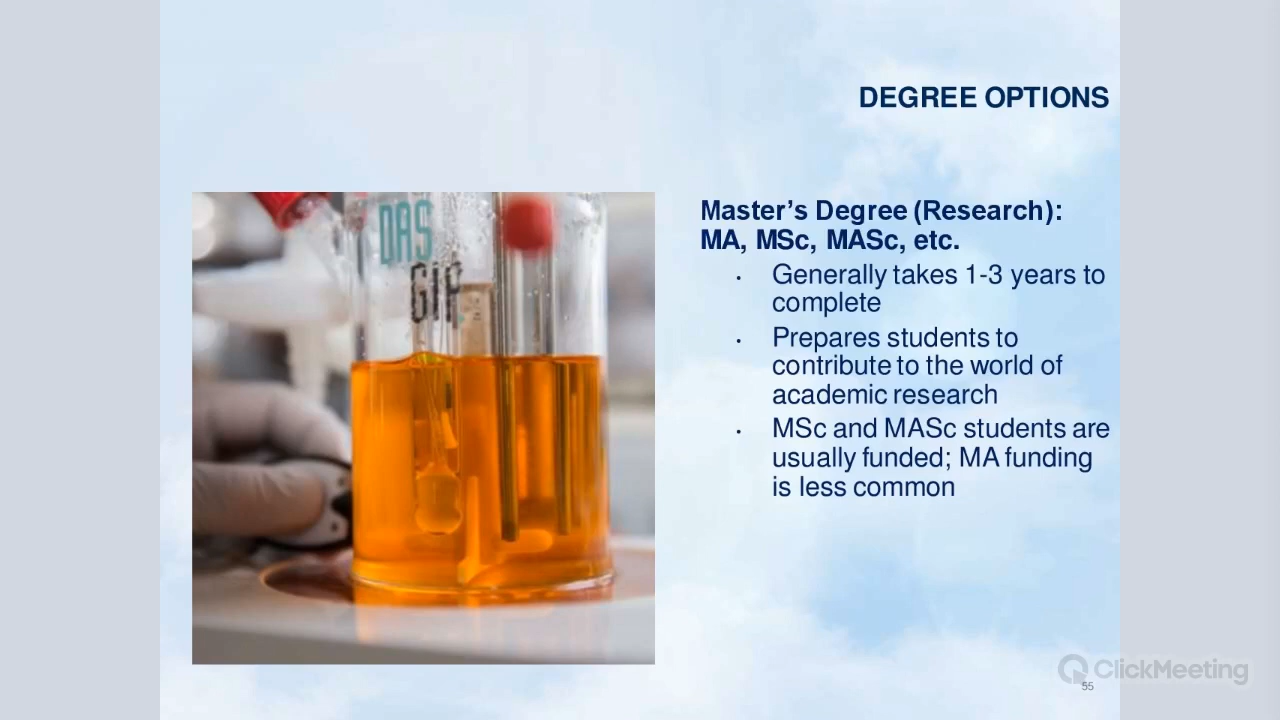 DEGREE OPTIONS
DAS
GIP
Master’s Degree (Research):
MA, MSc, MASc, etc.
· Generally takes 1-3 years to
complete
· Prepares students to
contribute to the world of
academic research
· MSc and MASc students are
usually funded; MA funding
is less common
ClickMeeting
55